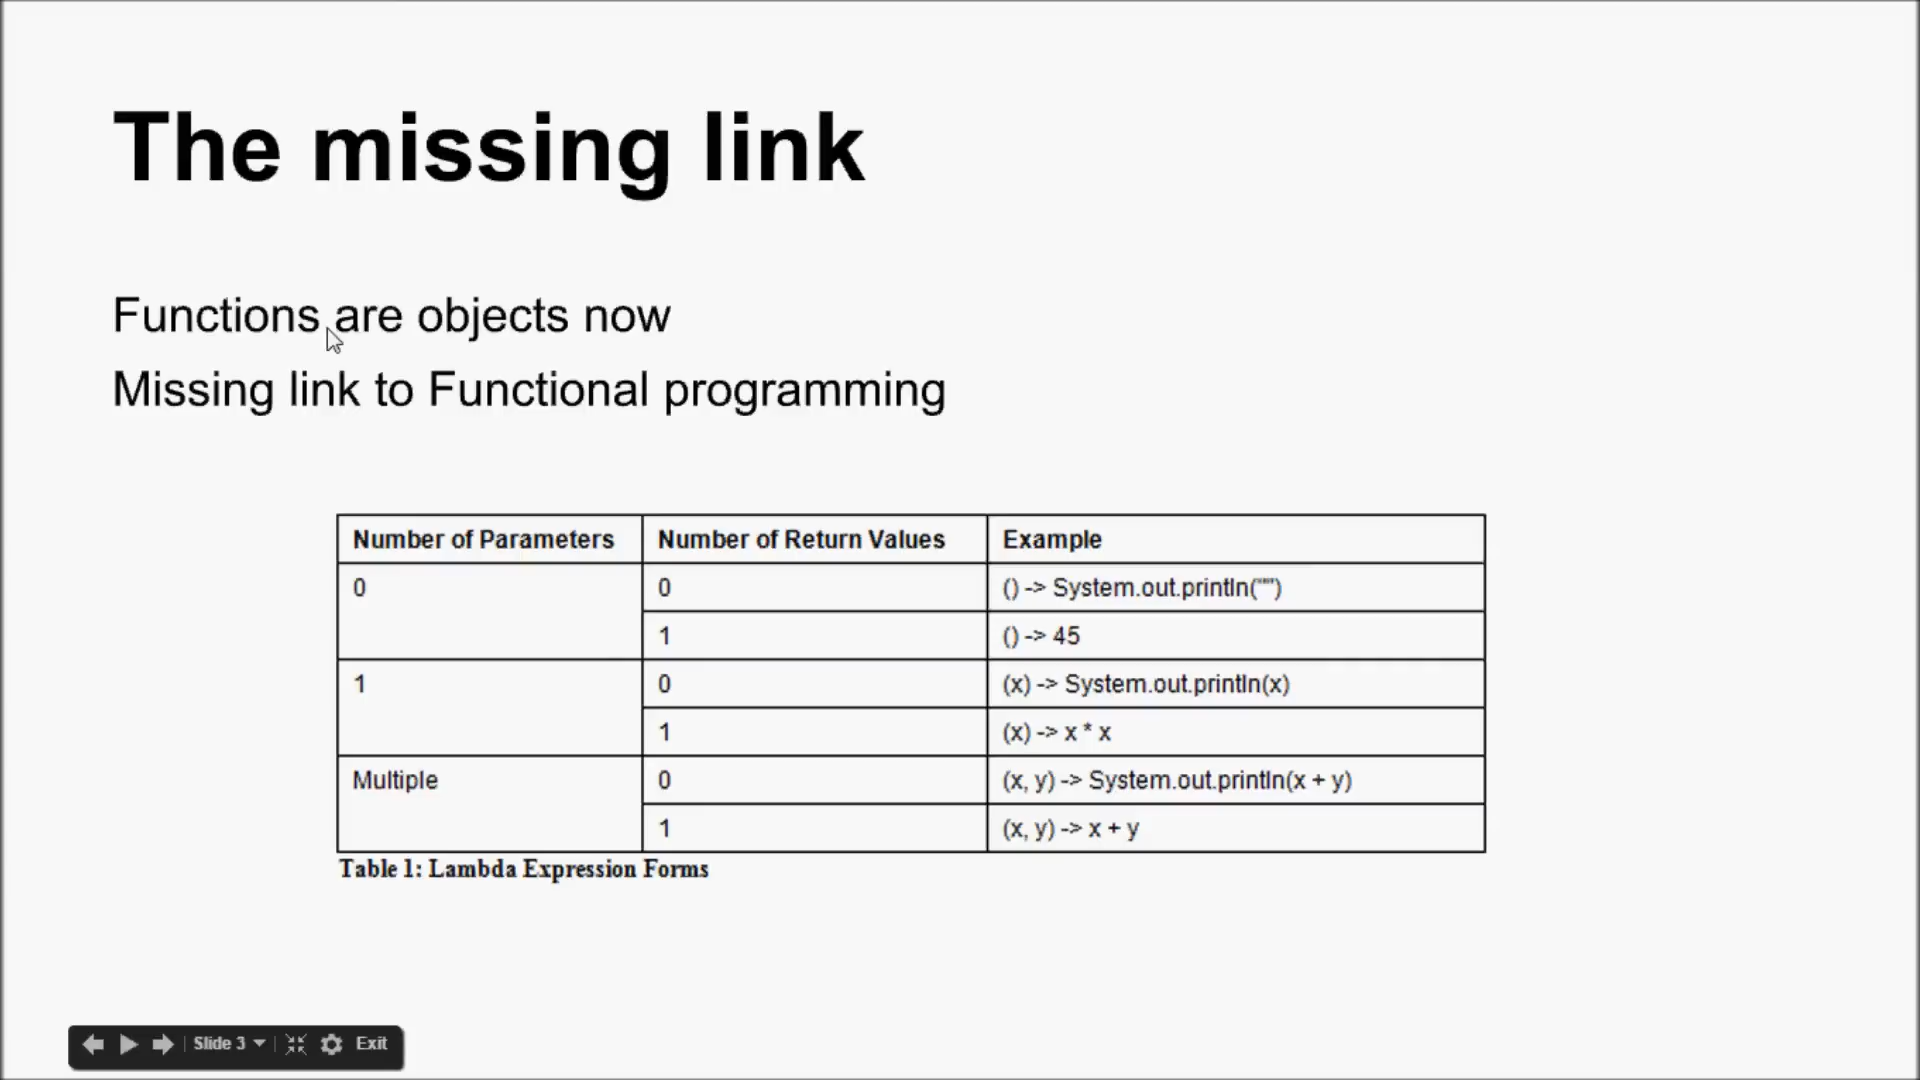 The missing link
Functions are objects now
Missing link to Functional programming
Number of Parameters Number of Return Values Example
0 0 () -> System.out.println("")
1 () -> 45
1 0 (x) -> System.out.println(x)
1 (x) -> x * x
Multiple 0 (x, y) -> System.out.println(x + y)
1 (x, y) -> x + y
Table 1: Lambda Expression Forms
Slide 3 Exit